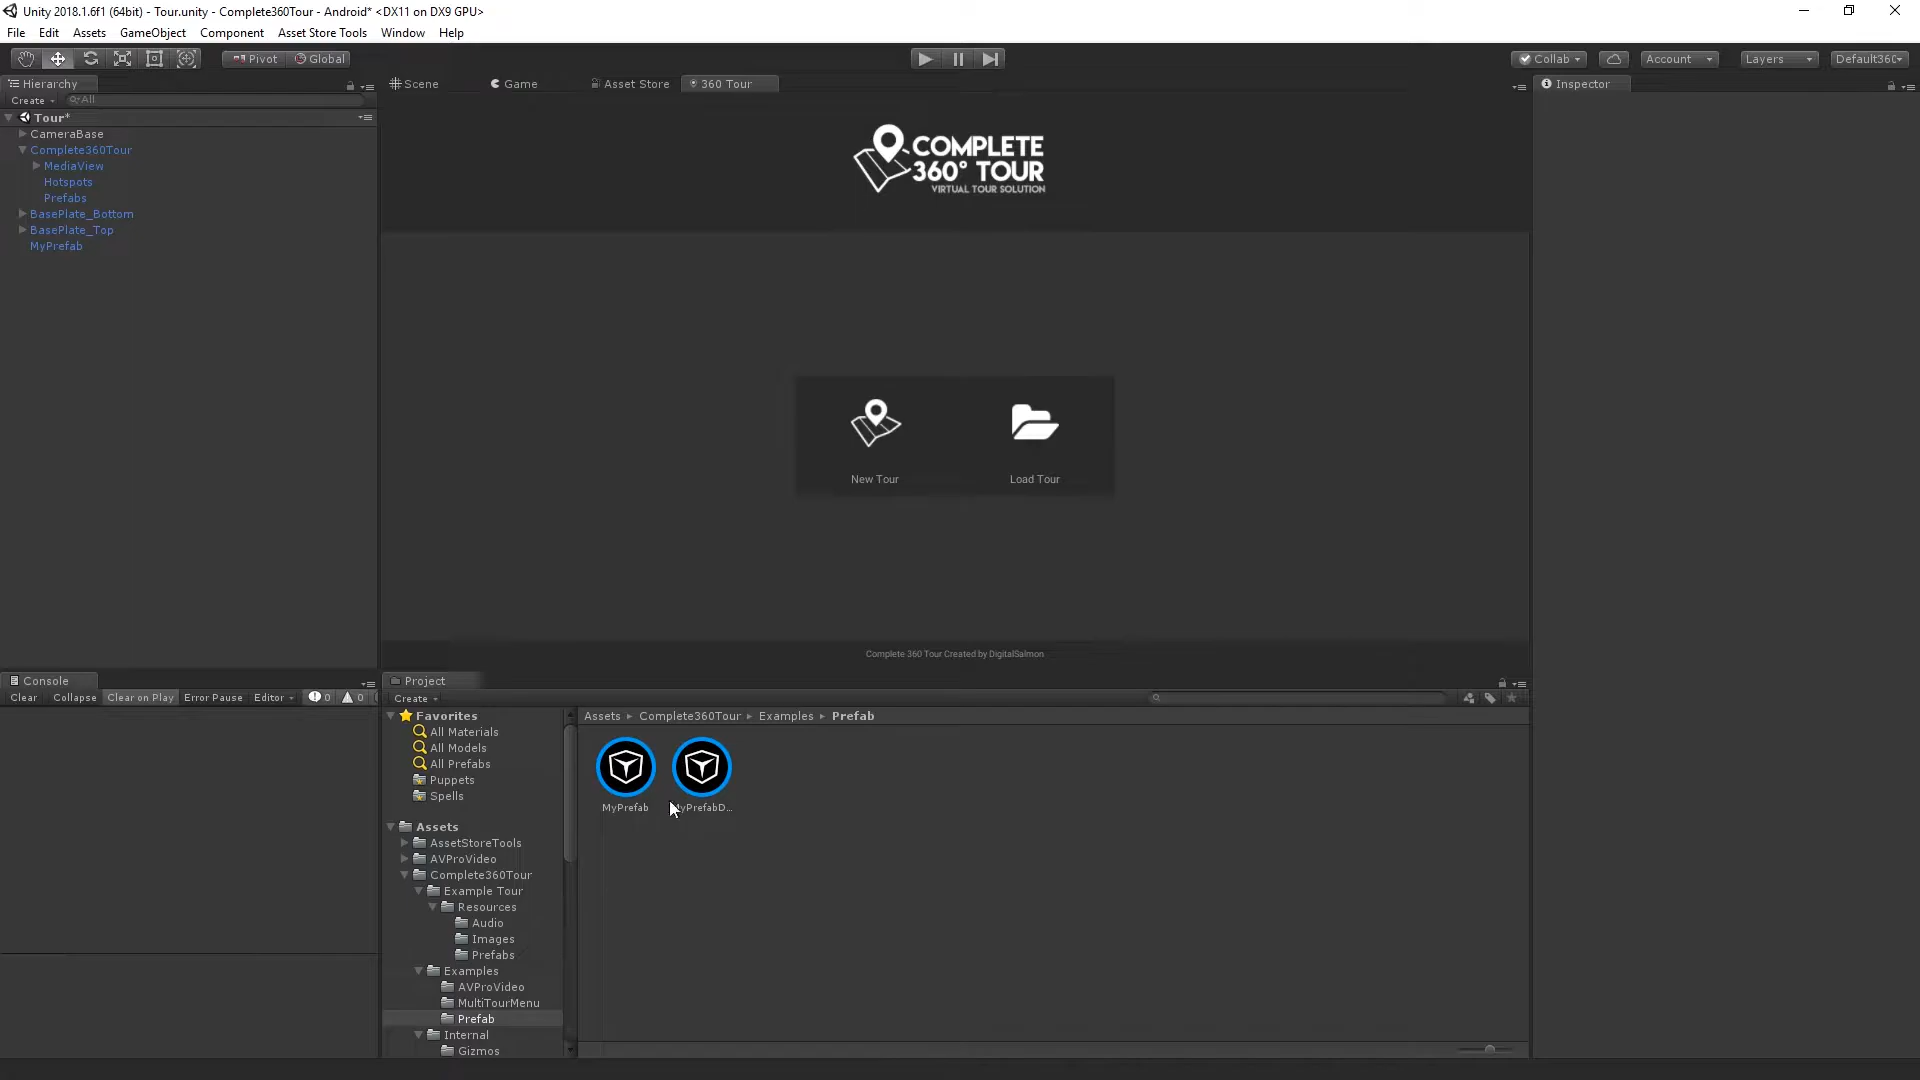 Unity 2018.1.6f1 (64bit) - Tour.unity - Complete360Tour - Android* <DX11 on DX9 GPU>
File Edit Assets GameObject Component Asset Store Tools Window Help
Pivot Global Collab Account Layers Default36
Hierarchy Scene Game Asset Store 360 Tour Inspector
Create All
Tour*
CameraBase
Complete360Tour
MediaView
Hotspots
Prefabs
BasePlate_Bottom
BasePlate_Top
MyPrefab
COMPLETE
360° TOUR
VIRTUAL TOUR SOLUTION
New Tour Load Tour
Complete 360 Tour Created by DigitalSalmon
Console Project
Clear Collapse Clear on Play Error Pause Editor 0 0 Create
Favorites
All Materials
All Models
All Prefabs
Puppets
Spells
Assets
AssetStoreTools
AVProVideo
Complete360Tour
Example Tour
Resources
Audio
Images
Prefabs
Examples
AVProVideo
MultiTourMenu
Prefab
Internal
Gizmos
Assets Complete360Tour Examples Prefab
MyPrefab yPrefabD...